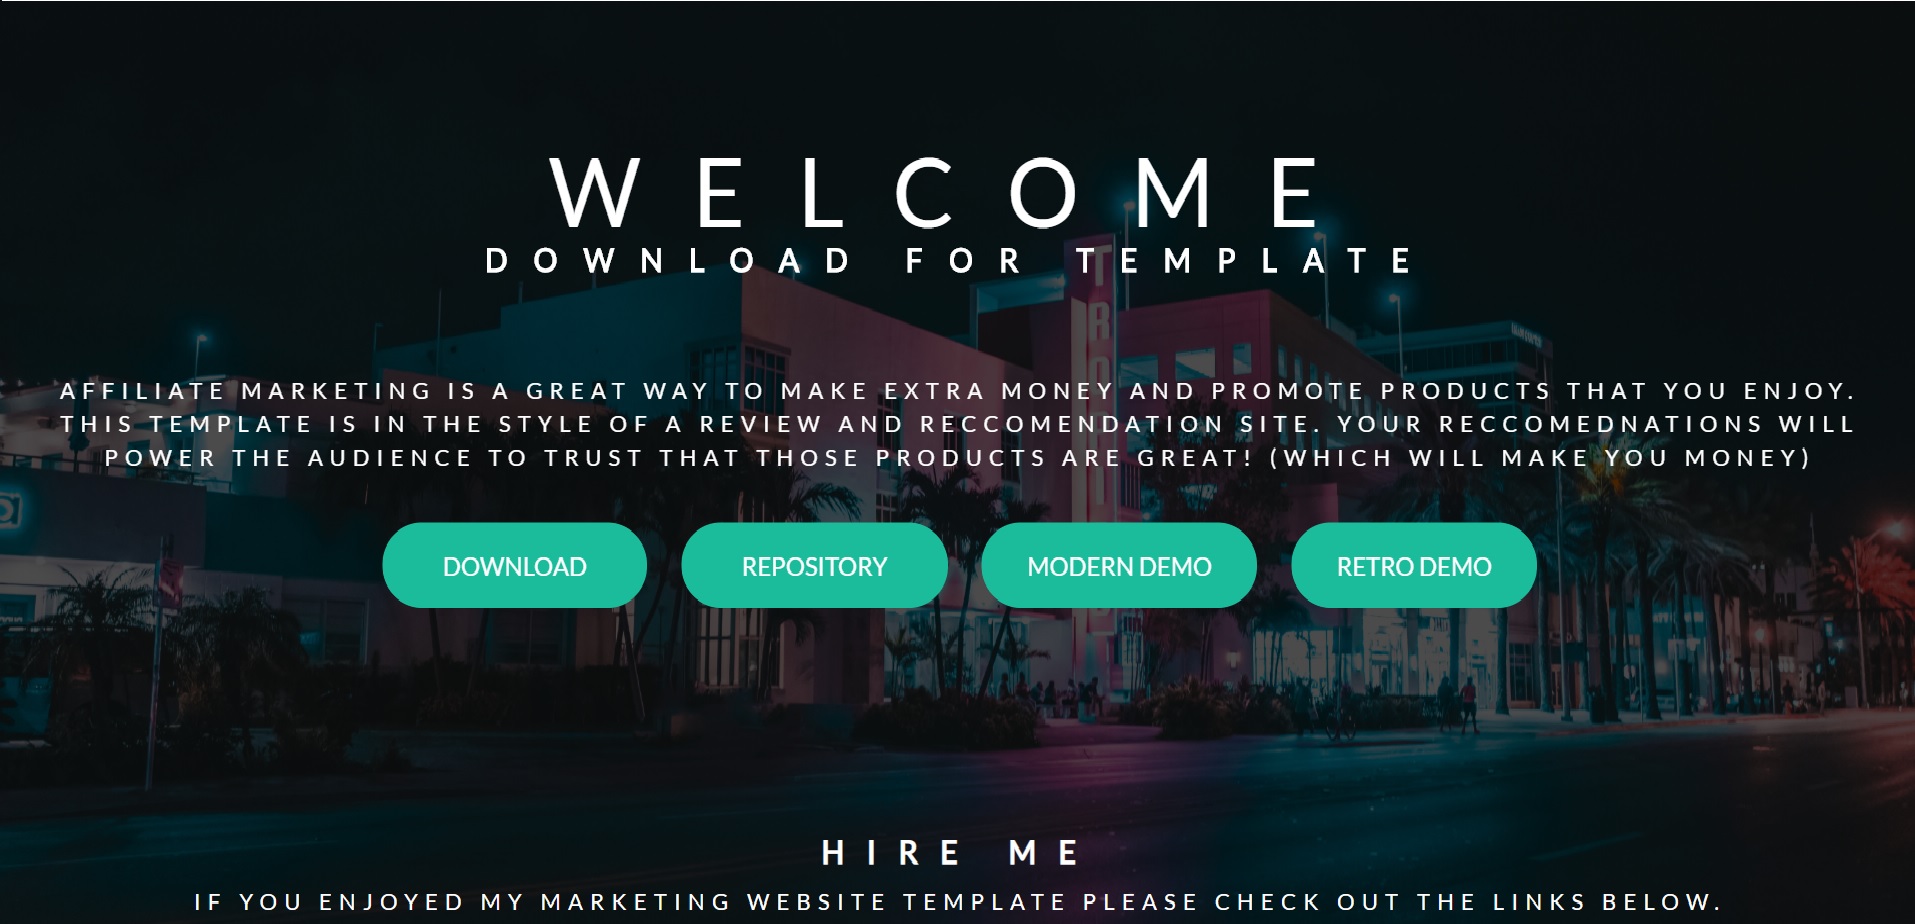 WELCOME
DOWNLOAD FOR TEMPLATE
AFFILIATE MARKETING IS A GREAT WAY TO MAKE EXTRA MONEY AND PROMOTE PRODUCTS THAT YOU ENJOY.
THIS TEMPLATE IS IN THE STYLE OF A REVIEW AND RECCOMENDATION SITE. YOUR RECCOMEDNATIONS WILL
POWER THE AUDIENCE TO TRUST THAT THOSE PRODUCTS ARE GREAT! (WHICH WILL MAKE YOU MONEY)
DOWNLOAD
REPOSITORY
MODERN DEMO
RETRO DEMO
HIRE ME
IF YOU ENJOYED MY MARKETING WEBSITE TEMPLATE PLEASE CHECK OUT THE LINKS BELOW.